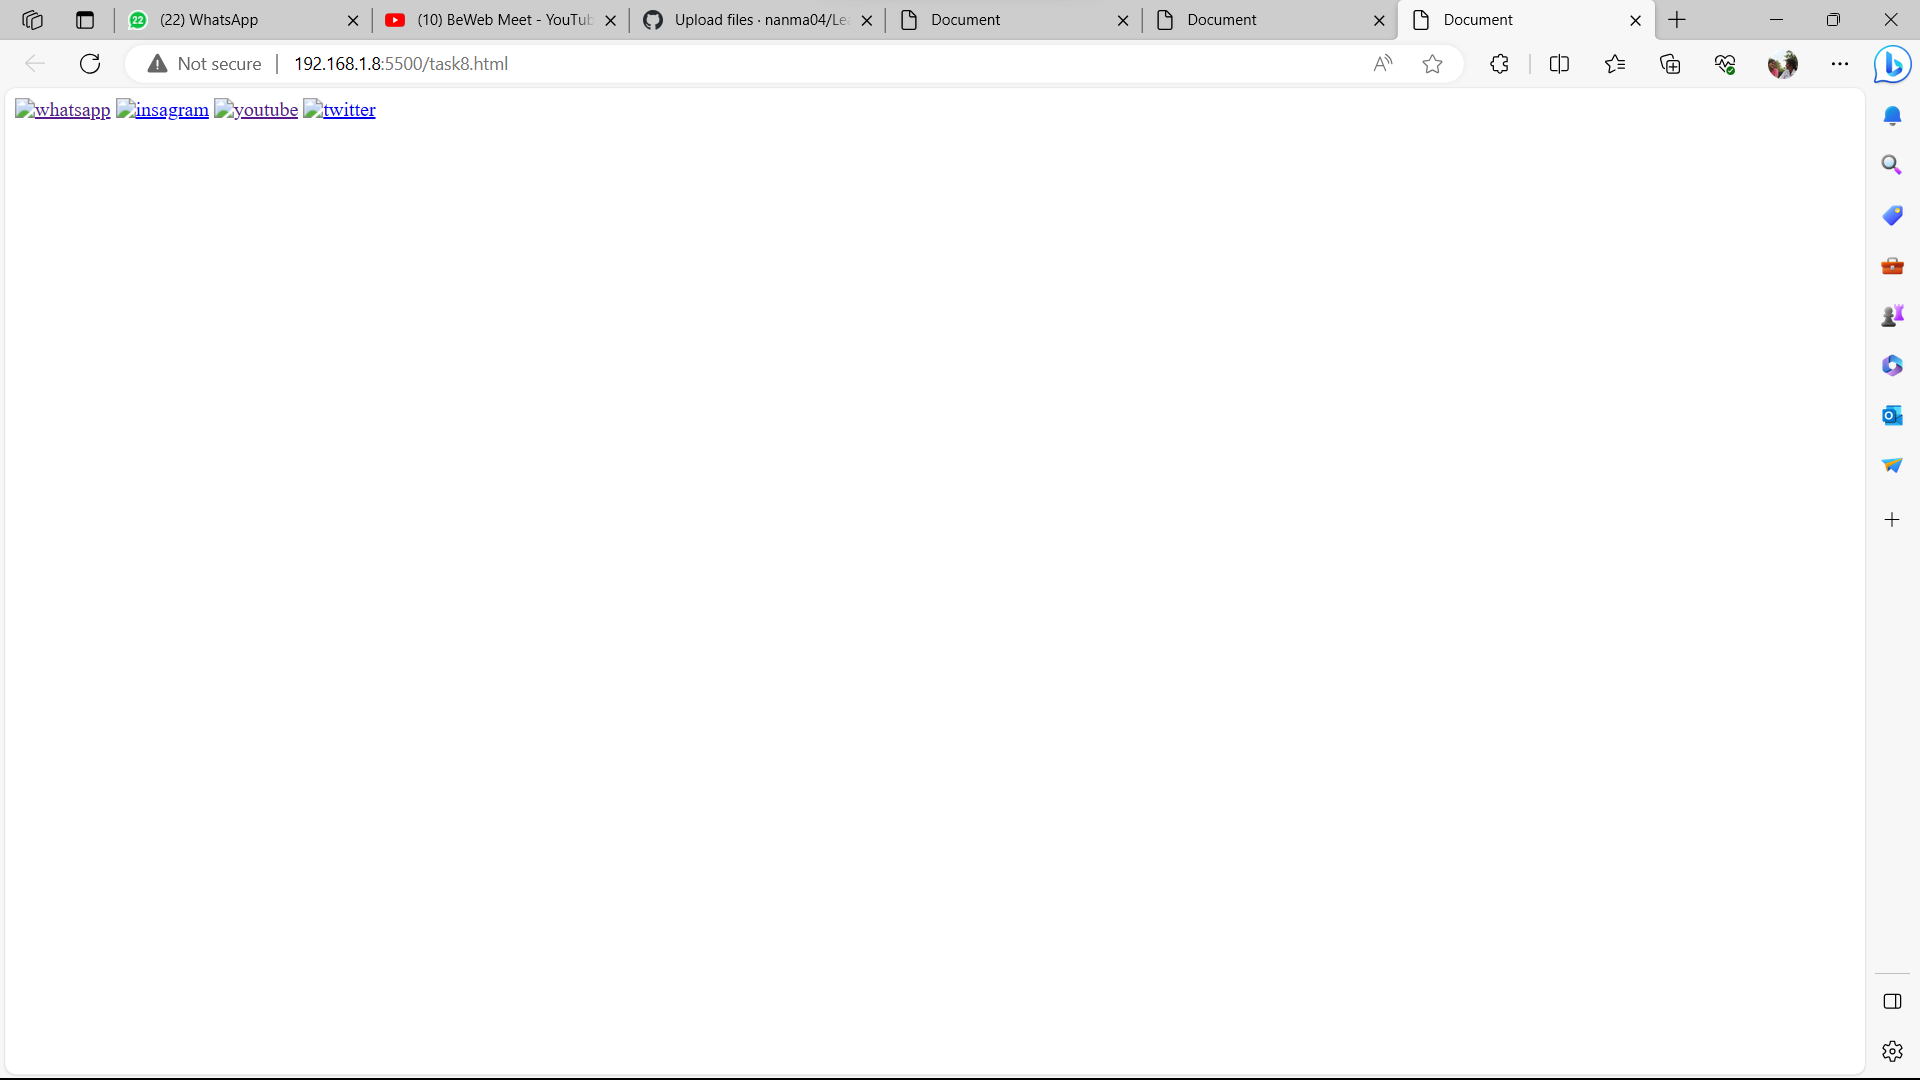 22 (22) WhatsApp
(10) BeWeb Meet - YouTub
Upload files · nanma04/Lea
Document
Document
Document
Not secure
192.168.1.8:5500/task8.html
whatsapp insagram youtube twitter